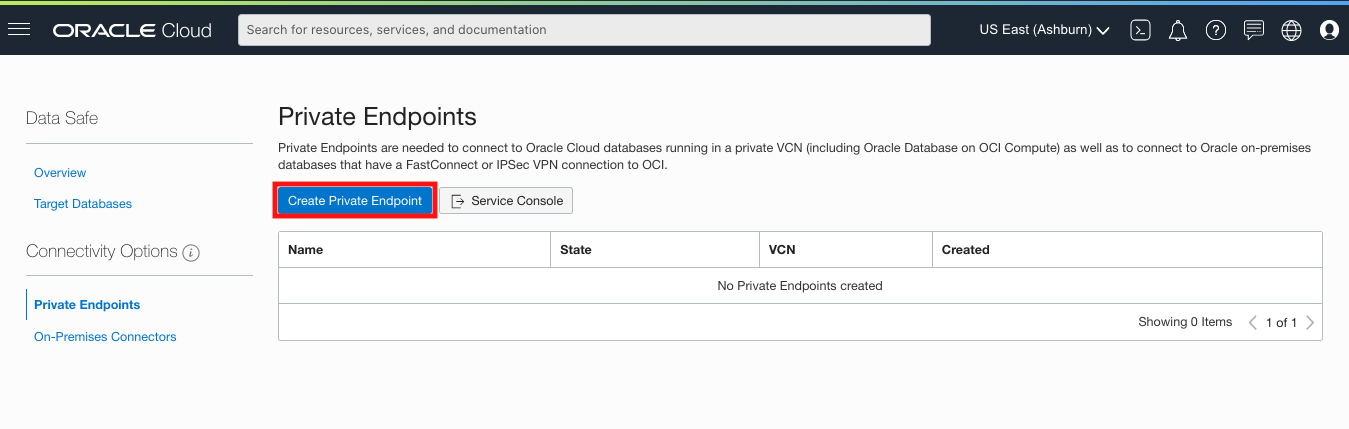 ORACLE Cloud
Search for resources, services, and documentation
US East (Ashburn)
Data Safe
Overview
Target Databases
Connectivity Options i
Private Endpoints
On-Premises Connectors
Private Endpoints
Private Endpoints are needed to connect to Oracle Cloud databases running in a private VCN (including Oracle Database on OCI Compute) as well as to connect to Oracle on-premises
databases that have a FastConnect or IPSec VPN connection to OCI.
Create Private Endpoint Service Console
Name State VCN Created
No Private Endpoints created
Showing 0 Items < 1 of 1 >